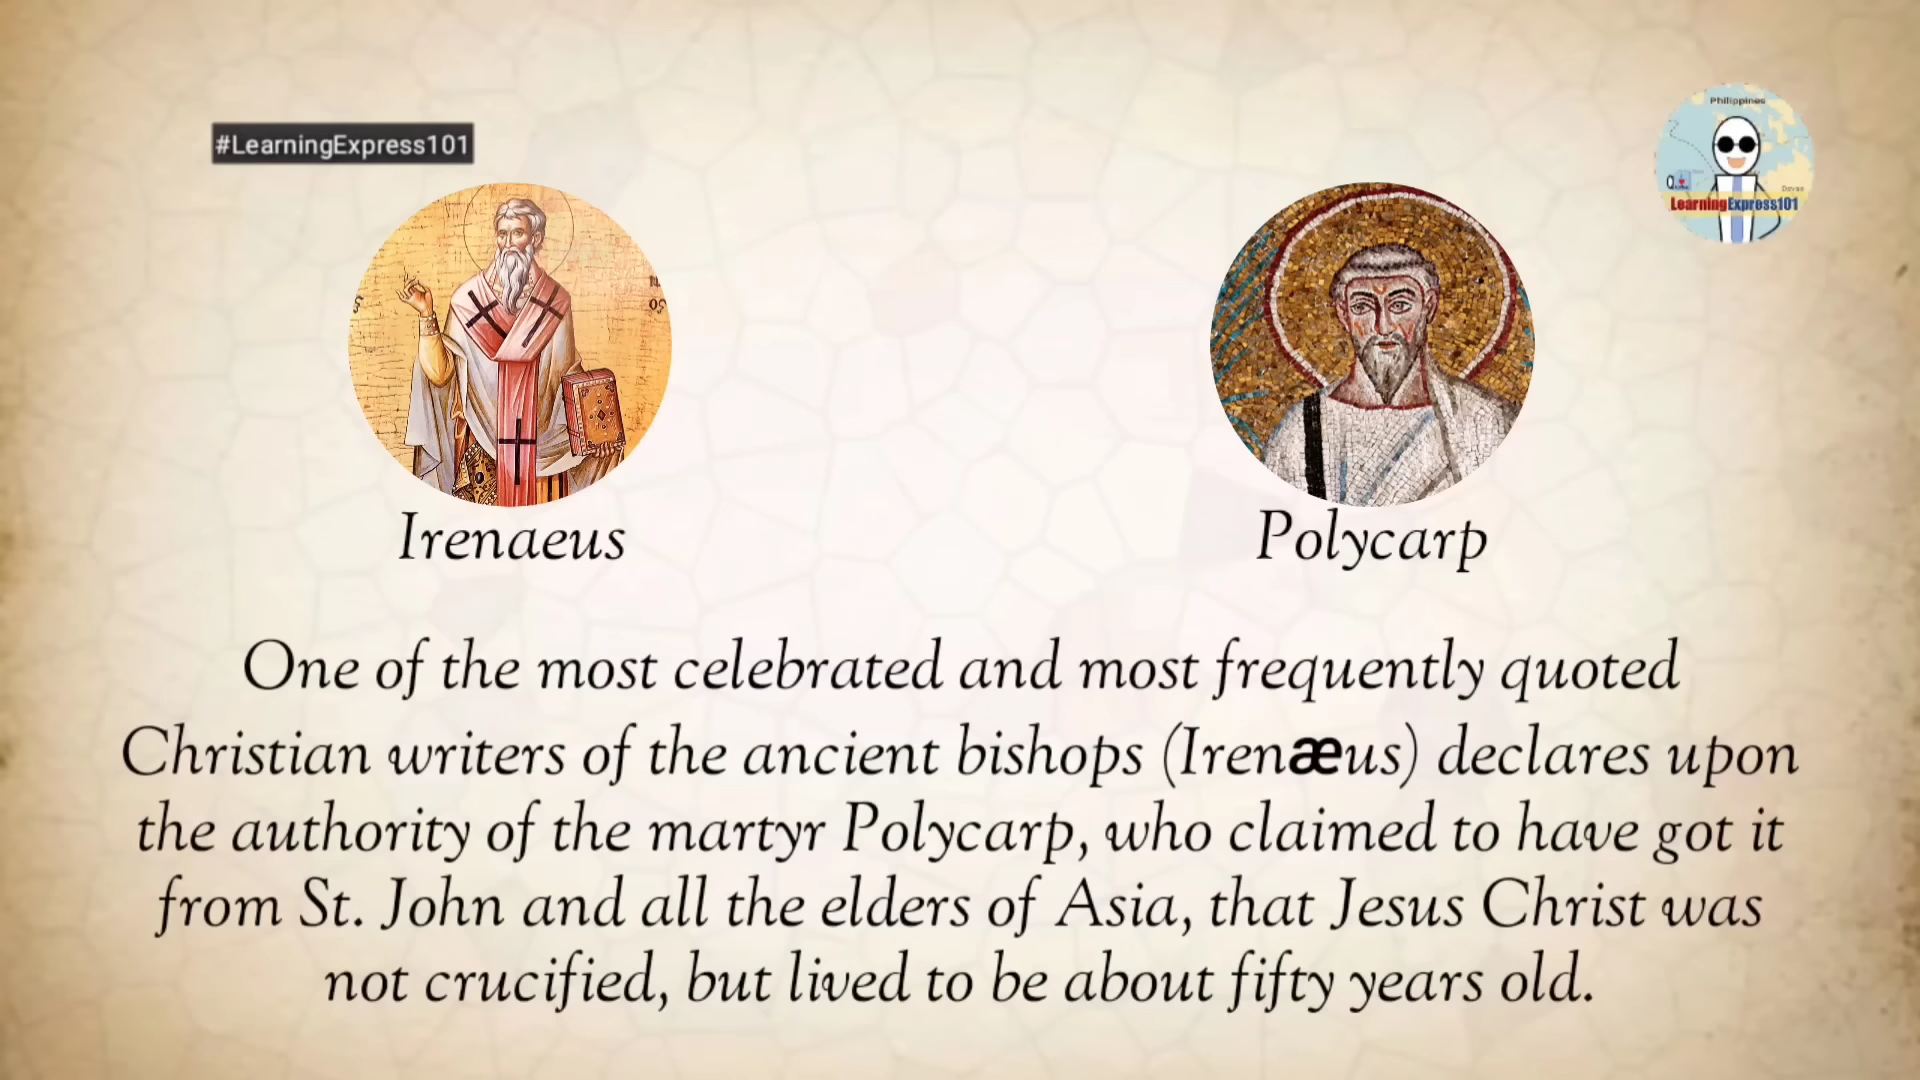 #LearningExpress101
Philippines
Davao
LearningExpress101
Irenaeus
Polycarp
One of the most celebrated and most frequently quoted
Christian writers of the ancient bishops (Irenæus) declares upon
the authority of the martyr Polycarp, who claimed to have got it
from St. John and all the elders of Asia, that Jesus Christ was
not crucified, but lived to be about fifty years old.